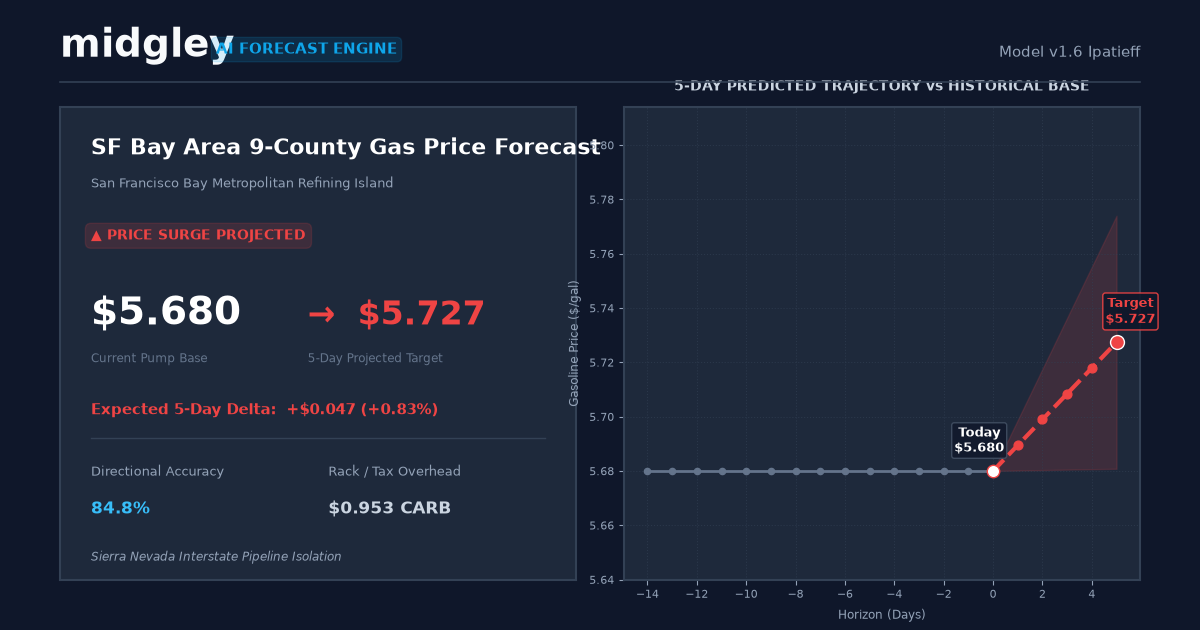 midgley
AI FORECAST ENGINE
Model v1.6 Ipatieff
SF Bay Area 9-County Gas Price Forecast
San Francisco Bay Metropolitan Refining Island
▲ PRICE SURGE PROJECTED
$5.680
→ $5.727
Current Pump Base
5-Day Projected Target
Expected 5-Day Delta: +$0.047 (+0.83%)
Directional Accuracy
Rack / Tax Overhead
84.8%
$0.953 CARB
Sierra Nevada Interstate Pipeline Isolation
5-DAY PREDICTED TRAJECTORY vs HISTORICAL BASE
Gasoline Price ($/gal)
5.80
5.78
5.76
5.74
5.72
5.70
5.68
5.66
5.64
Target
$5.727
Today
$5.680
−14 −12 −10 −8 −6 −4 −2 0 2 4
Horizon (Days)